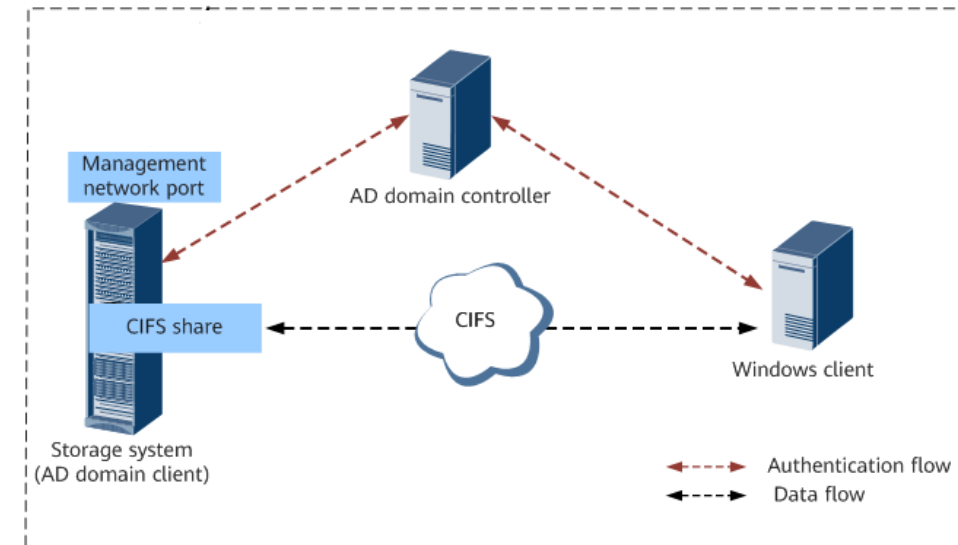 Management
network port
AD domain controller
CIFS share
CIFS
Windows client
Storage system
(AD domain client)
Authentication flow
Data flow